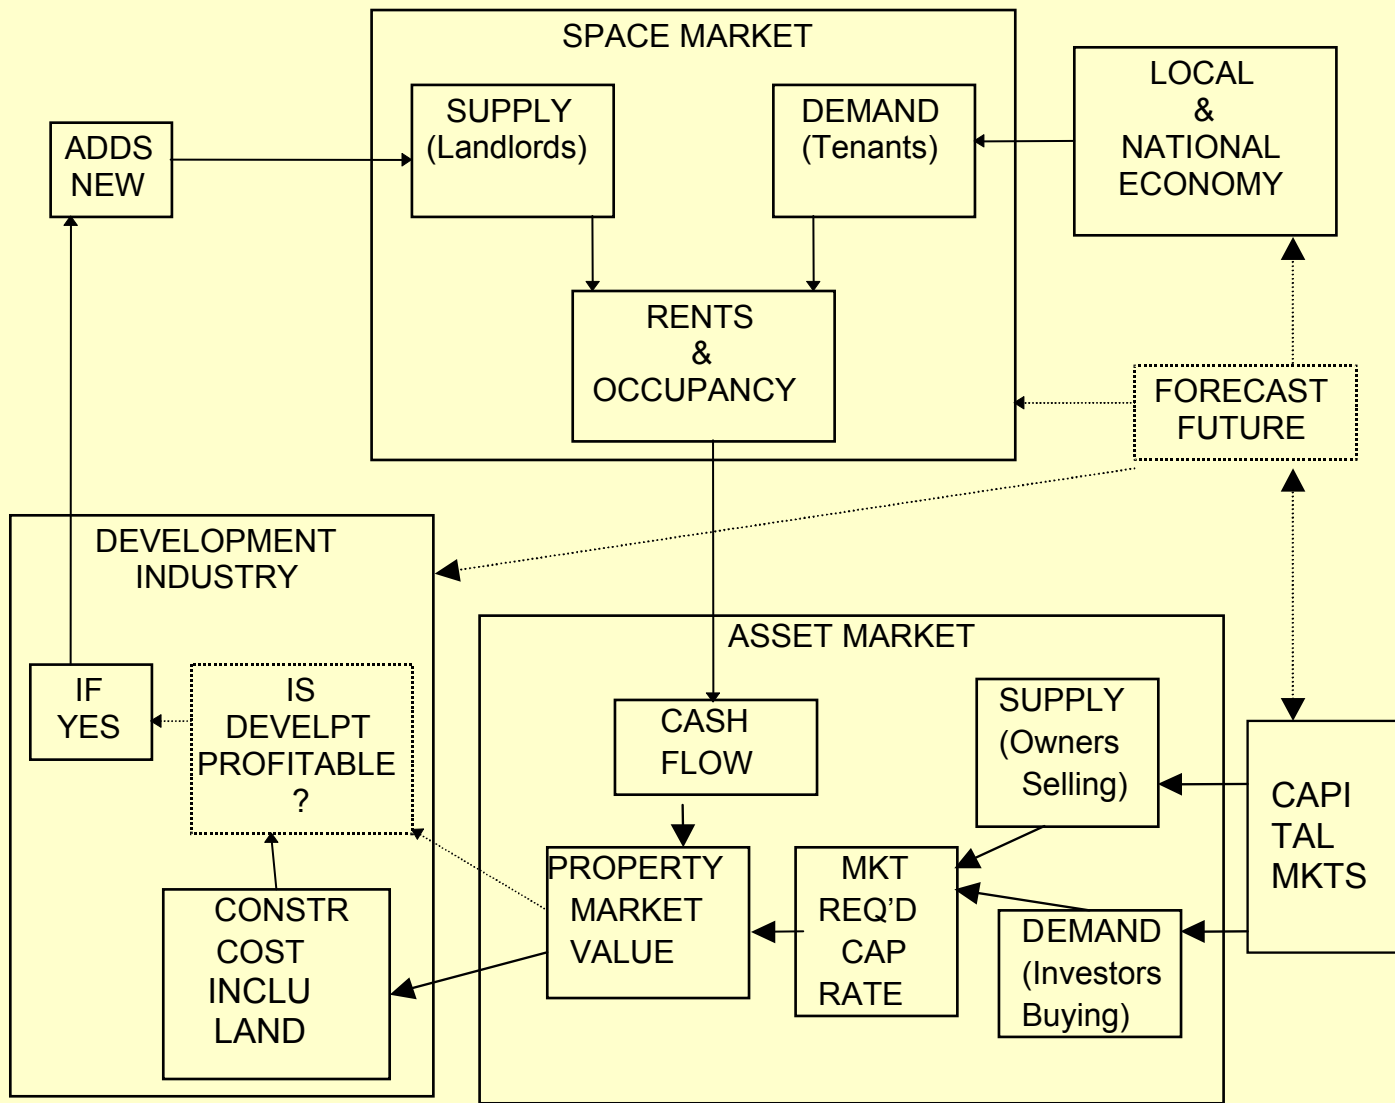 SPACE MARKET
SUPPLY
(Landlords)
DEMAND
(Tenants)
LOCAL
&
NATIONAL
ECONOMY
ADDS
NEW
RENTS
&
OCCUPANCY
FORECAST
FUTURE
DEVELOPMENT
INDUSTRY
IF
YES
IS
DEVELPT
PROFITABLE
?
CONSTR
COST
INCLU
LAND
ASSET MARKET
CASH
FLOW
SUPPLY
(Owners
Selling)
PROPERTY
MARKET
VALUE
MKT
REQ’D
CAP
RATE
DEMAND
(Investors
Buying)
CAPI
TAL
MKTS